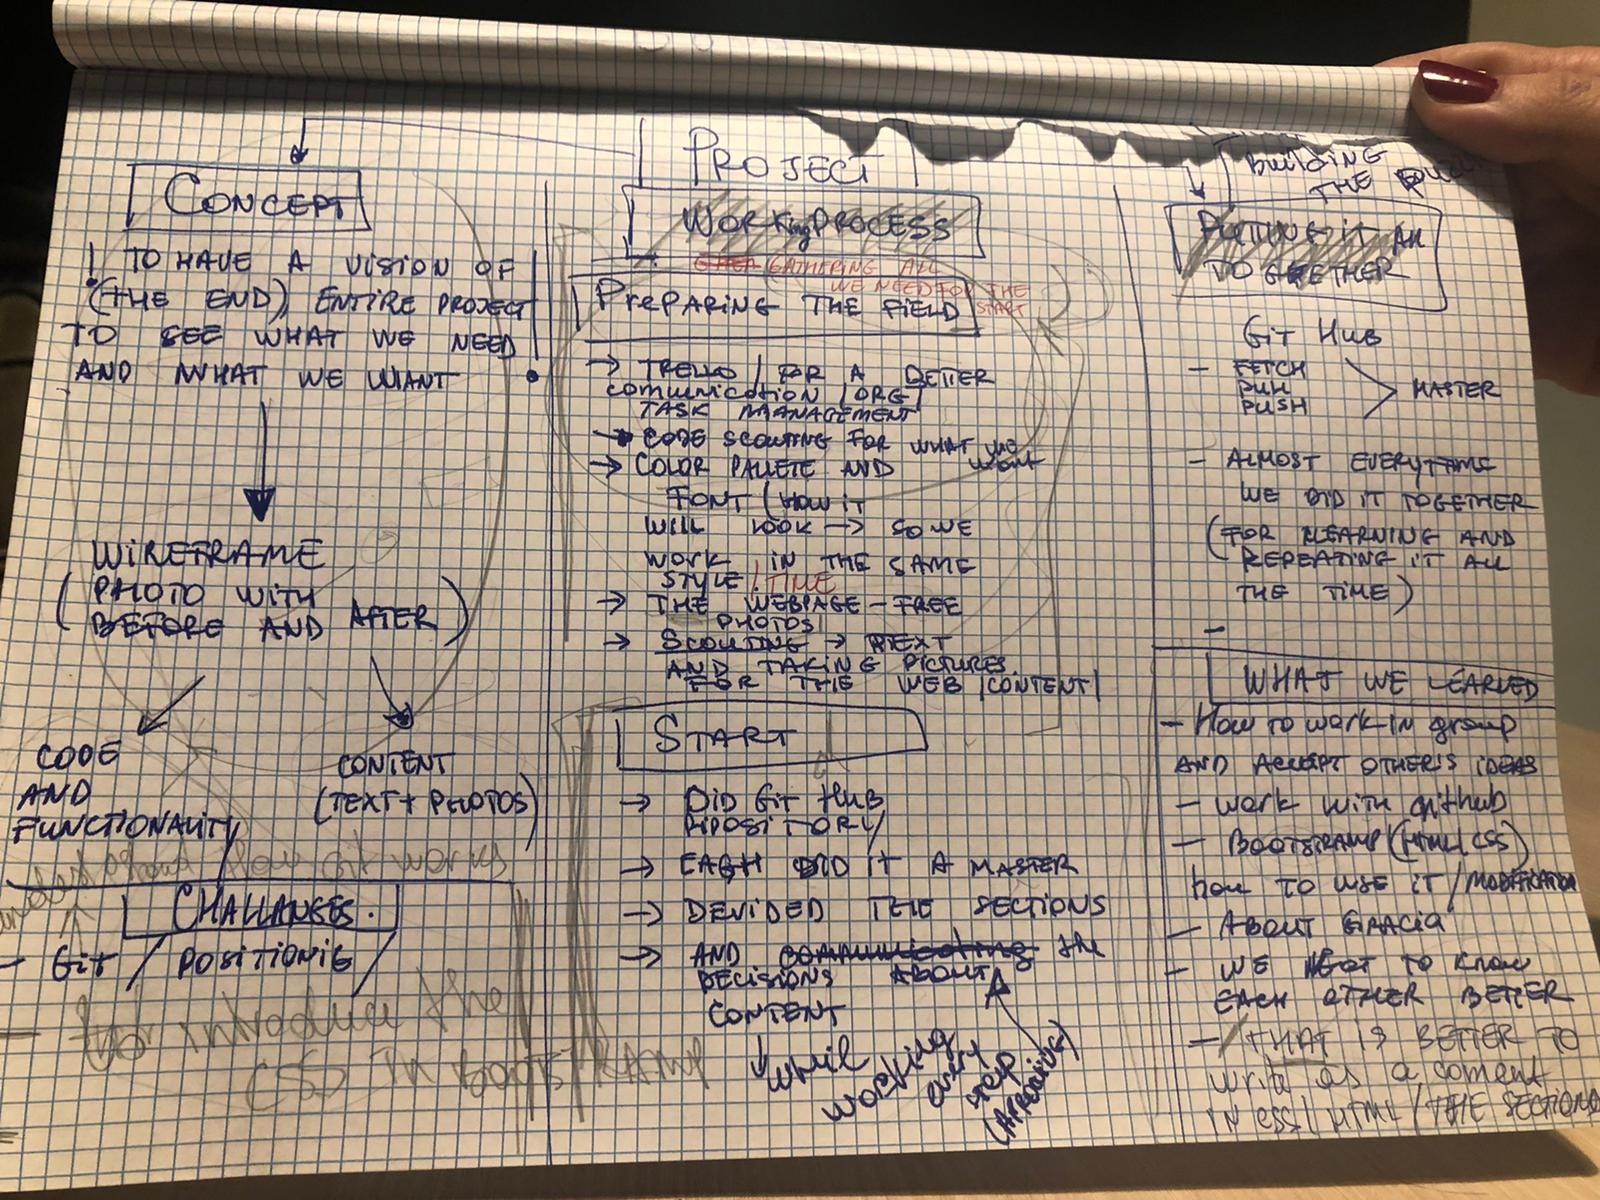 PROJECT
CONCEPT
! TO HAVE A VISION OF
(THE END), ENTIRE PROJECT
TO SEE WHAT WE NEED
AND WHAT WE WANT
WIREFRAME
(PHOTO WITH
BEFORE AND AFTER)
CODE
AND
FUNCTIONALITY
CONTENT
(TEXT + PHOTOS)
understand how git works
CHALLANGES.
- Git / POSITIONIG /
- introduce the
CSS IN
WORKing PROCESS
GATHERING ALL
WE NEED FOR THE
START
PREPARING THE FIELD
→ TRELLO / FOR A BETTER
communication / ORG /
TASK MANAGEMENT
→ CODE SCOUTING FOR WHAT WE
WANT
→ COLOR PALLETE AND
FONT (HOW IT
WILL LOOK → SO WE
WORK IN THE SAME
STYLE / TIME
→ THE WEBPAGE - FREE
PHOTOS
→ SCOUTING → TEXT
AND TAKING PICTURES
FOR THE WEB / CONTENT /
START
→ DID Git HUB
RIPOSITORY /
→ EACH DID IT A MASTER
→ DEVIDED THE SECTIONS
→ AND communicating the
DECISIONS ABOUT
CONTENT
whil
working
every
step
(APPROVING)
BUILDING
THE
PUTTING IT All
TOGETHER
Git HUB
- FETCH
PULL
PUSH
MASTER
- ALMOST EVERYTIME
WE DID IT TOGETHER
(FOR LEARNING AND
REPEATING IT ALL
THE TIME)
-
WHAT WE LEARNED
- How to work in group
AND ACCEPT OTHER'S IDEAS
- work with github
- BOOTSTRAMP (HTML/CSS)
how TO USE IT / MODIFICATION
- ABOUT
- WE GOT TO KNOW
EACH OTHER BETTER
- THAT IS BETTER TO
write as a coment
IN CSS / HTML / THE SECTIONS